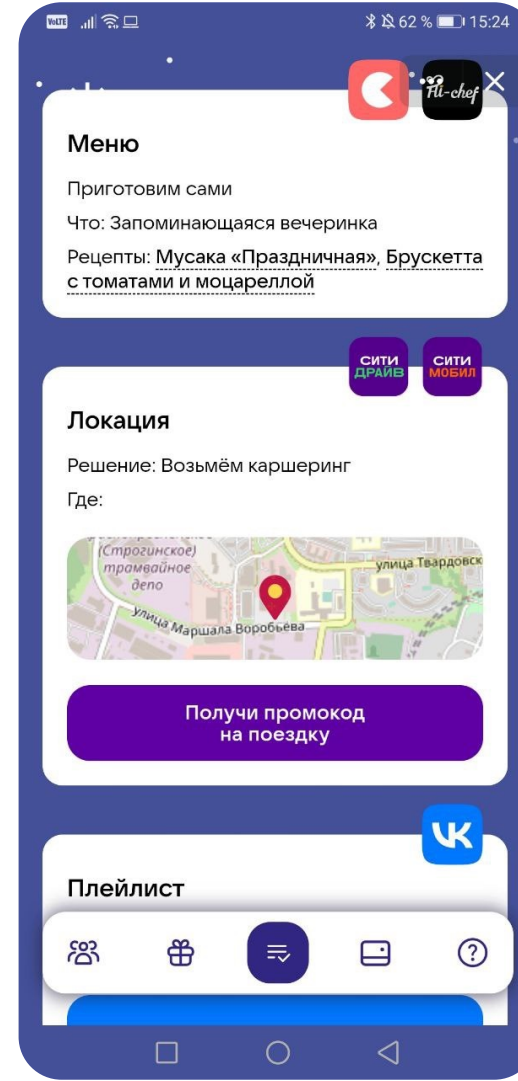 VoLTE
62 % 15:24
Hi-chef
Меню
Приготовим сами
Что: Запоминающаяся вечеринка
Рецепты: Мусака «Праздничная», Брускетта
с томатами и моцареллой
СИТИ
ДРАЙВ
СИТИ
МОБИЛ
Локация
Решение: Возьмём каршеринг
Где:
(Строгинское)
трамвайное
депо
улица Твардовск
улица Маршала Воробьёва
Получи промокод
на поездку
VK
Плейлист